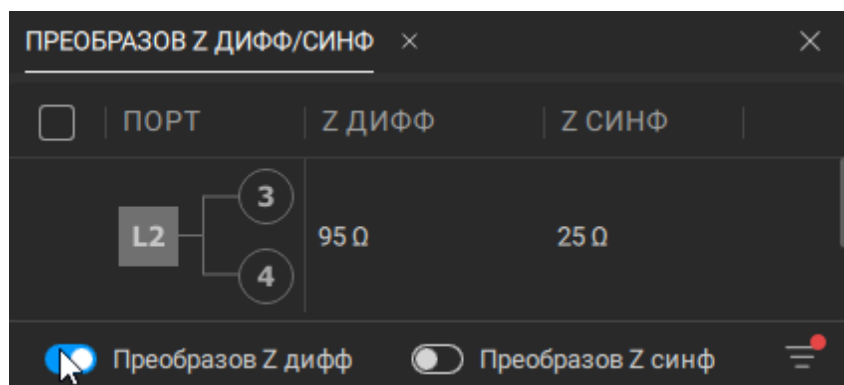 ПРЕОБРАЗОВ Z ДИФФ/СИНФ
ПОРТ Z ДИФФ Z СИНФ
3
L2 95 Ω 25 Ω
4
Преобразов Z дифф Преобразов Z синф